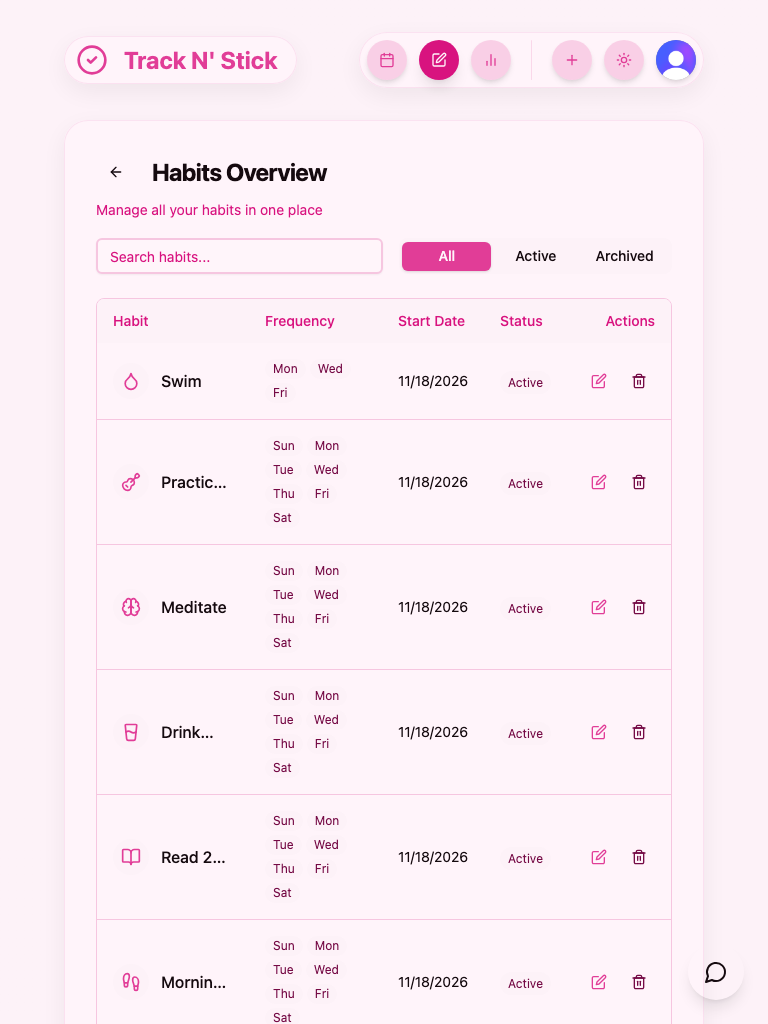 Track N' Stick
Habits Overview
Manage all your habits in one place
Search habits...
All Active Archived
Habit Frequency Start Date Status Actions
Swim Mon Wed Fri 11/18/2026 Active
Practic... Sun Mon Tue Wed Thu Fri Sat 11/18/2026 Active
Meditate Sun Mon Tue Wed Thu Fri Sat 11/18/2026 Active
Drink... Sun Mon Tue Wed Thu Fri Sat 11/18/2026 Active
Read 2... Sun Mon Tue Wed Thu Fri Sat 11/18/2026 Active
Mornin... Sun Mon Tue Wed Thu Fri Sat 11/18/2026 Active